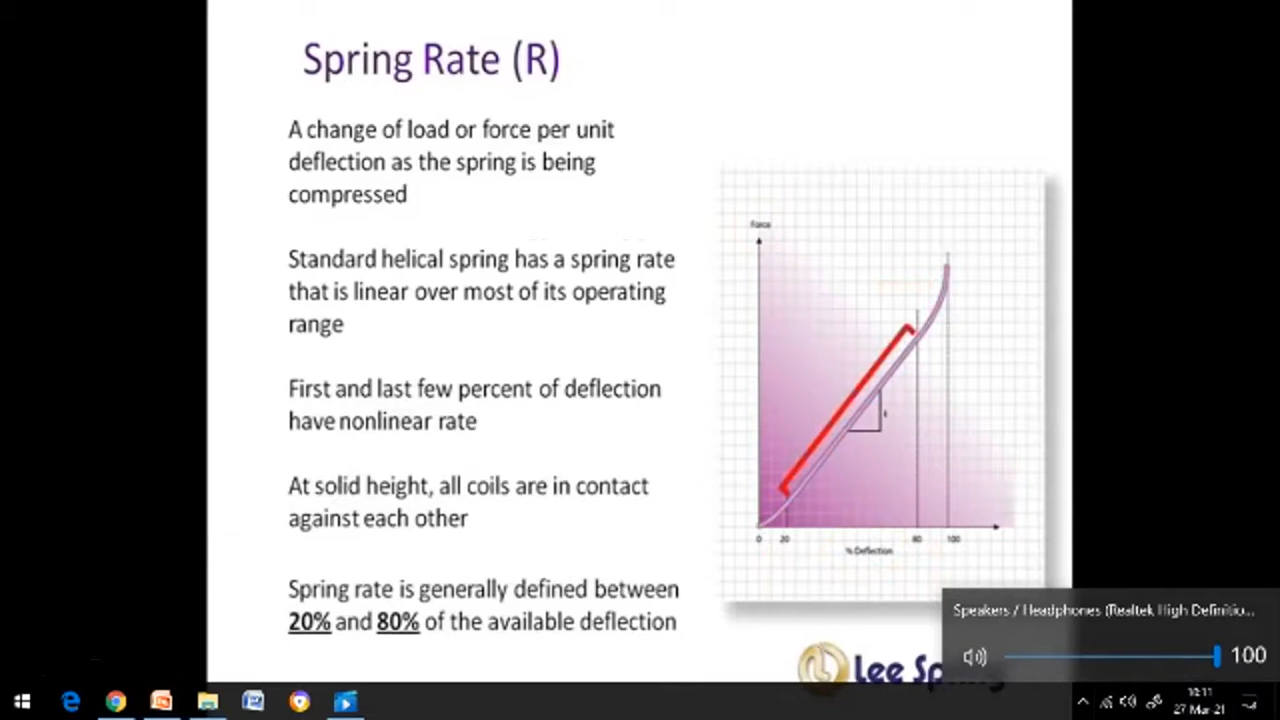 Spring Rate (R)
A change of load or force per unit
deflection as the spring is being
compressed
Standard helical spring has a spring rate
that is linear over most of its operating
range
First and last few percent of deflection
have nonlinear rate
At solid height, all coils are in contact
against each other
Spring rate is generally defined between
20% and 80% of the available deflection
Force
0 20 80 100
% Deflection
Lee Sp
Speakers / Headphones (Realtek High Definitio...
100
27 Mar 21